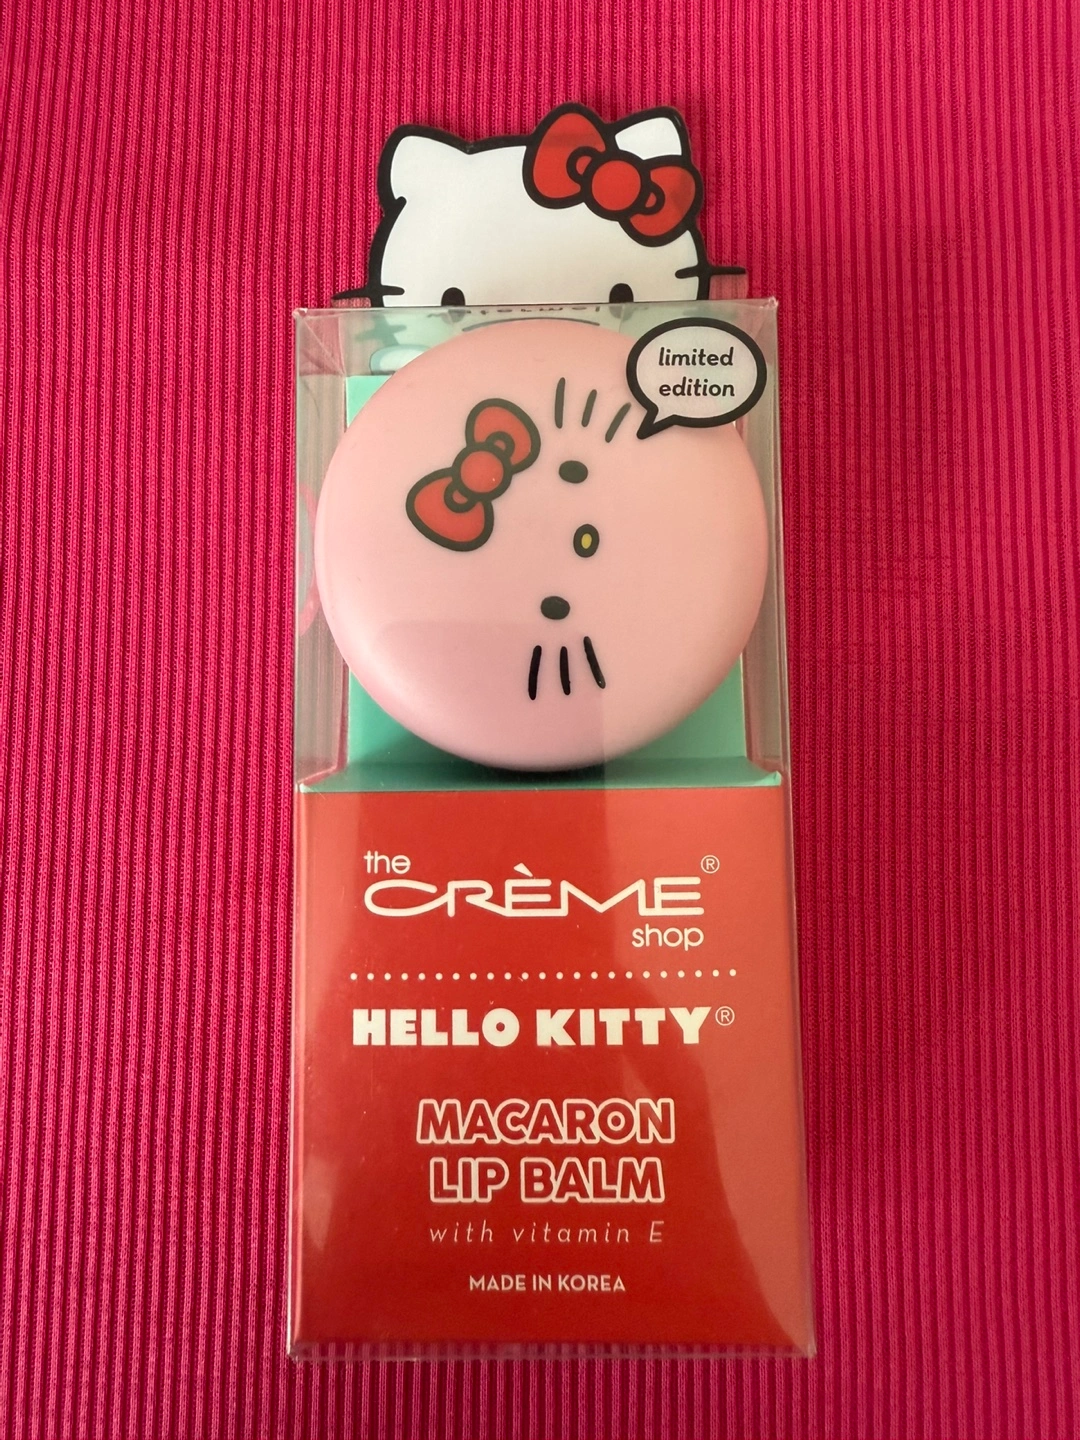 limited
edition
the
CRÈME®
shop
HELLO KITTY®
MACARON
LIP BALM
with vitamin E
MADE IN KOREA